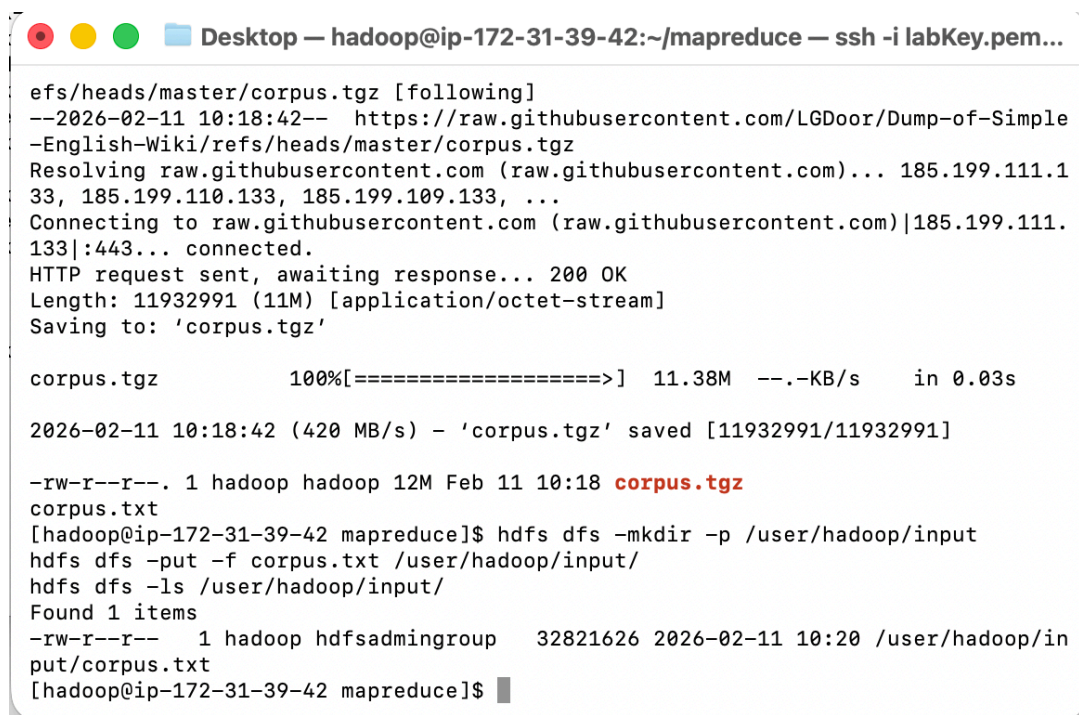 Desktop — hadoop@ip-172-31-39-42:~/mapreduce — ssh -i labKey.pem...
efs/heads/master/corpus.tgz [following]
--2026-02-11 10:18:42--  https://raw.githubusercontent.com/LGDoor/Dump-of-Simple
-English-Wiki/refs/heads/master/corpus.tgz
Resolving raw.githubusercontent.com (raw.githubusercontent.com)... 185.199.111.1
33, 185.199.110.133, 185.199.109.133, ...
Connecting to raw.githubusercontent.com (raw.githubusercontent.com)|185.199.111.
133|:443... connected.
HTTP request sent, awaiting response... 200 OK
Length: 11932991 (11M) [application/octet-stream]
Saving to: ‘corpus.tgz’
corpus.tgz          100%[===================>]  11.38M  --.-KB/s    in 0.03s
2026-02-11 10:18:42 (420 MB/s) - ‘corpus.tgz’ saved [11932991/11932991]
-rw-r--r--. 1 hadoop hadoop 12M Feb 11 10:18 corpus.tgz
corpus.txt
[hadoop@ip-172-31-39-42 mapreduce]$ hdfs dfs -mkdir -p /user/hadoop/input
hdfs dfs -put -f corpus.txt /user/hadoop/input/
hdfs dfs -ls /user/hadoop/input/
Found 1 items
-rw-r--r--   1 hadoop hdfsadmingroup   32821626 2026-02-11 10:20 /user/hadoop/in
put/corpus.txt
[hadoop@ip-172-31-39-42 mapreduce]$